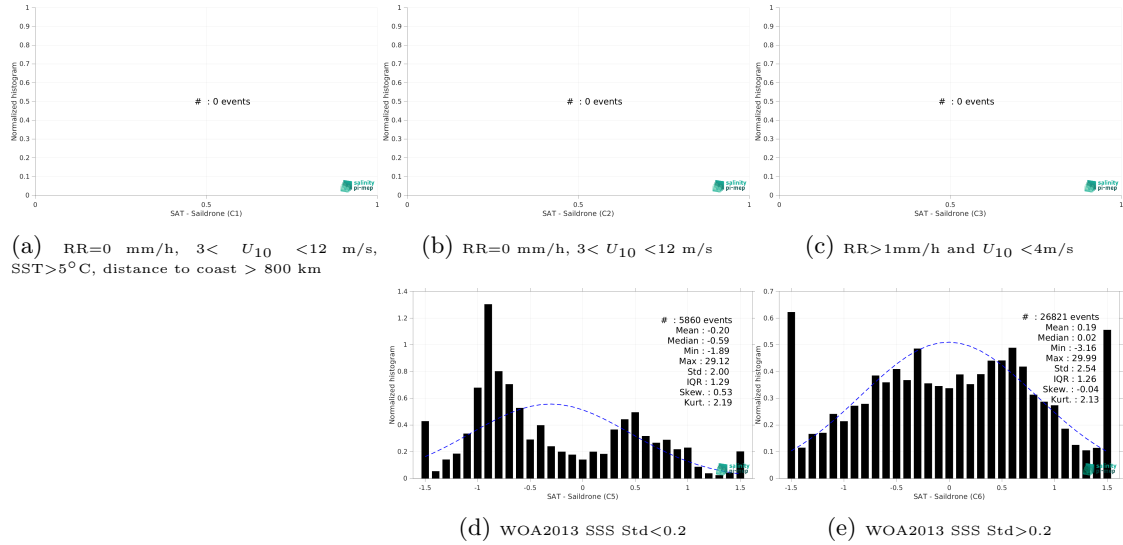 1
0.9
0.8
0.7
0.6
0.5
0.4
0.3
0.2
0.1
0
Normalized histogram
# : 0 events
salinity
pi-mep
0 0.5 1
SAT - Saildrone (C1)
1
0.9
0.8
0.7
0.6
0.5
0.4
0.3
0.2
0.1
0
Normalized histogram
# : 0 events
salinity
pi-mep
0 0.5 1
SAT - Saildrone (C2)
1
0.9
0.8
0.7
0.6
0.5
0.4
0.3
0.2
0.1
0
Normalized histogram
# : 0 events
salinity
pi-mep
0 0.5 1
SAT - Saildrone (C3)
(a) RR=0 mm/h, 3< U10 <12 m/s,
SST>5°C, distance to coast > 800 km
(b) RR=0 mm/h, 3< U10 <12 m/s
(c) RR>1mm/h and U10 <4m/s
1.4
1.2
1
0.8
0.6
0.4
0.2
0
Normalized histogram
# : 5860 events
Mean : -0.20
Median : -0.59
Min : -1.89
Max : 29.12
Std : 2.00
IQR : 1.29
Skew. : 0.53
Kurt. : 2.19
salinity
pi-mep
-1.5 -1 -0.5 0 0.5 1 1.5
SAT - Saildrone (C5)
0.7
0.6
0.5
0.4
0.3
0.2
0.1
0
Normalized histogram
# : 26821 events
Mean : 0.19
Median : 0.02
Min : -3.16
Max : 29.99
Std : 2.54
IQR : 1.26
Skew. : -0.04
Kurt. : 2.13
-1.5 -1 -0.5 0 0.5 1 1.5
SAT - Saildrone (C6)
(d) WOA2013 SSS Std<0.2
(e) WOA2013 SSS Std>0.2